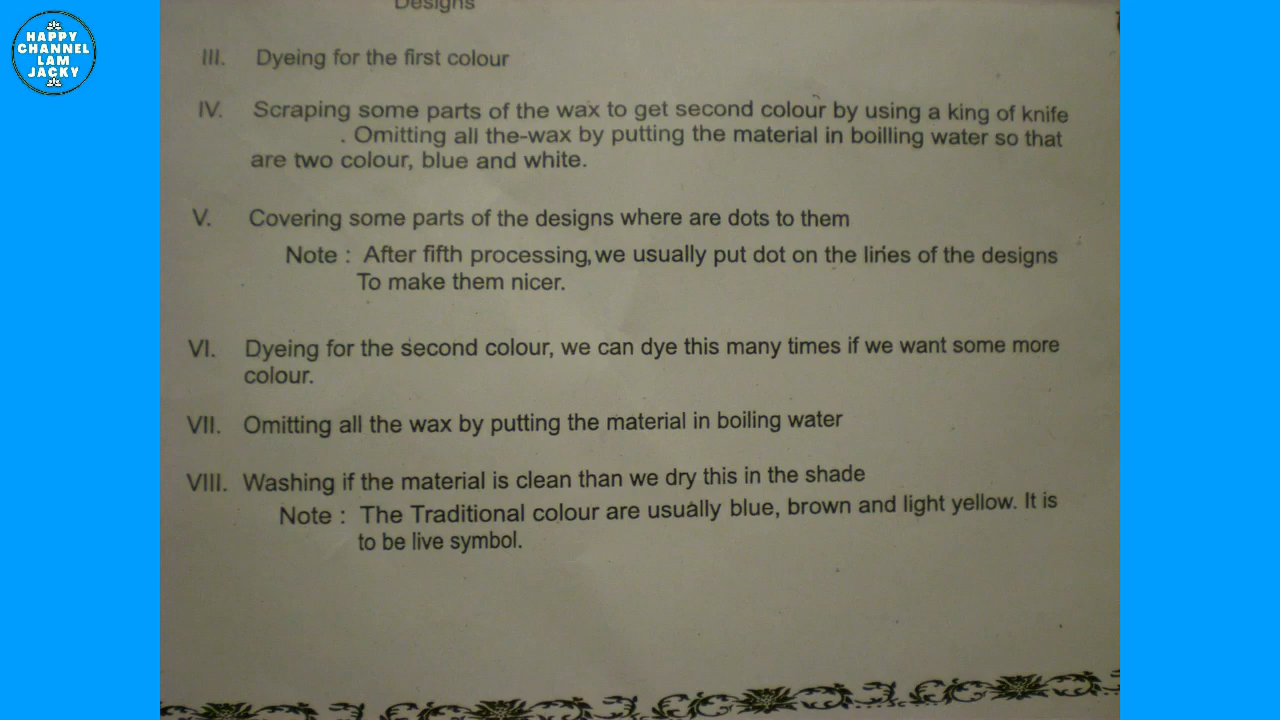 HAPPY
CHANNEL
LAM
JACKY
Designs
III. Dyeing for the first colour
IV. Scraping some parts of the wax to get second colour by using a king of knife
. Omitting all the-wax by putting the material in boilling water so that
are two colour, blue and white.
V. Covering some parts of the designs where are dots to them
Note : After fifth processing, we usually put dot on the lines of the designs
To make them nicer.
VI. Dyeing for the second colour, we can dye this many times if we want some more
colour.
VII. Omitting all the wax by putting the material in boiling water
VIII. Washing if the material is clean than we dry this in the shade
Note : The Traditional colour are usually blue, brown and light yellow. It is
to be live symbol.